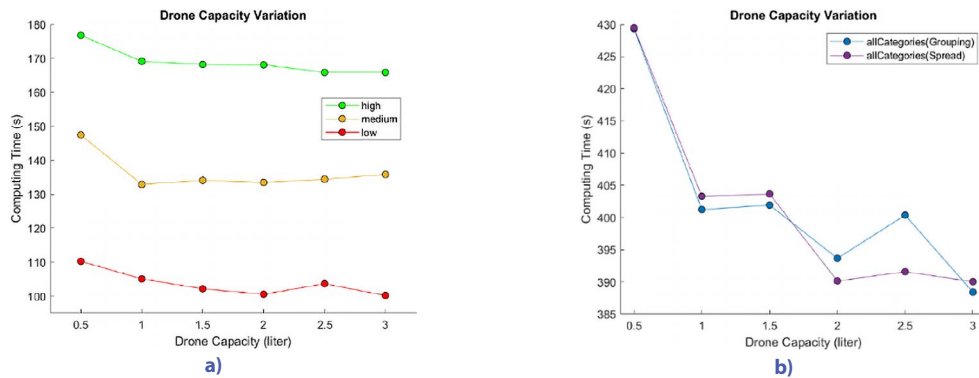 Drone Capacity Variation
180
170
160
150
140
130
120
110
100
Computing Time (s)
high
medium
low
0.5 1 1.5 2 2.5 3
Drone Capacity (liter)
a)
Drone Capacity Variation
430
425
420
415
410
405
400
395
390
385
Computing Time (s)
allCategories(Grouping)
allCategories(Spread)
0.5 1 1.5 2 2.5 3
Drone Capacity (liter)
b)